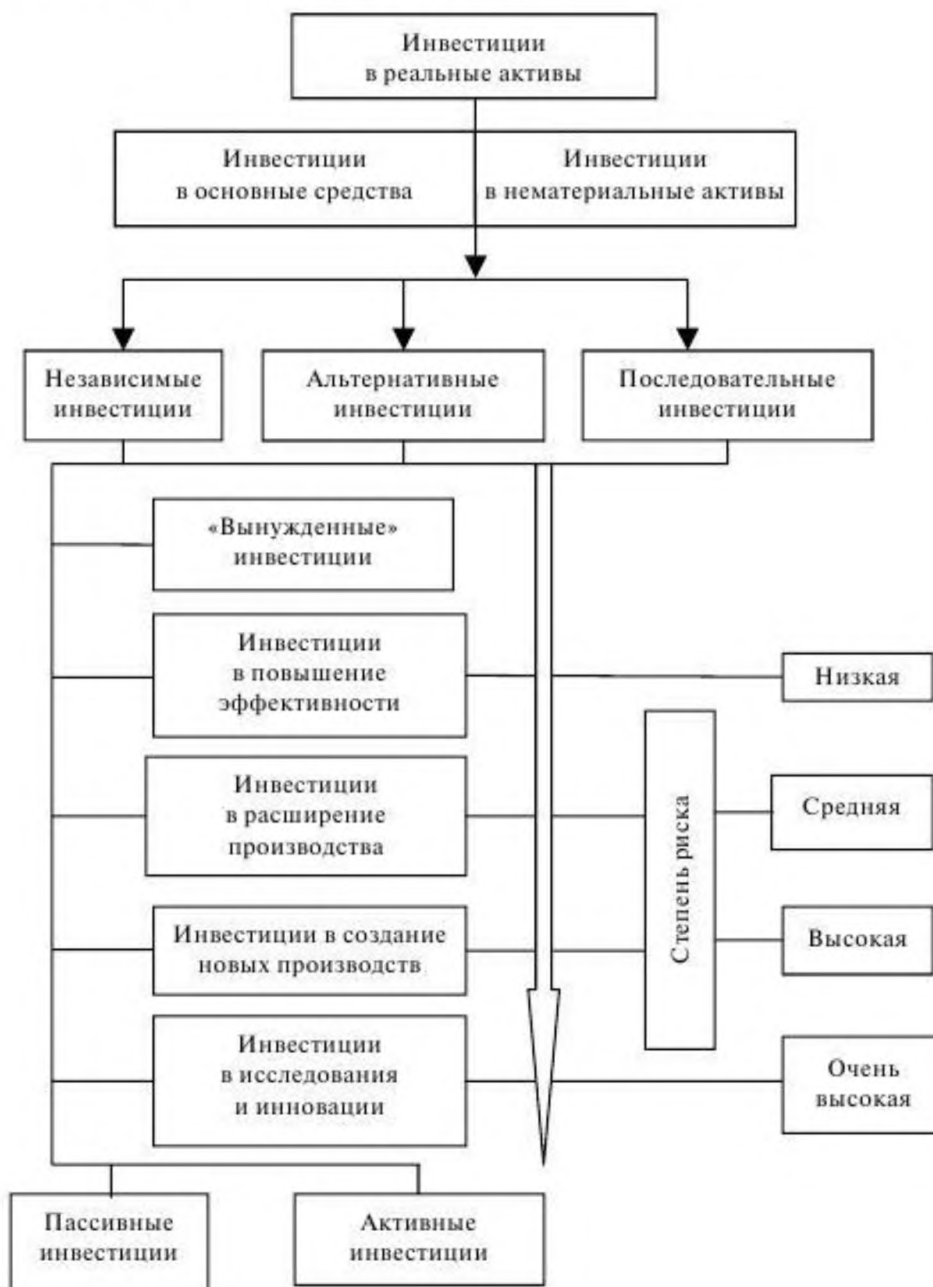 Инвестиции
в реальные активы
Инвестиции
в основные средства
Инвестиции
в нематериальные активы
Независимые
инвестиции
Альтернативные
инвестиции
Последовательные
инвестиции
«Вынужденные»
инвестиции
Инвестиции
в повышение
эффективности
Низкая
Инвестиции
в расширение
производства
Степень риска
Средняя
Инвестиции в создание
новых производств
Высокая
Инвестиции
в исследования
и инновации
Очень
высокая
Пассивные
инвестиции
Активные
инвестиции